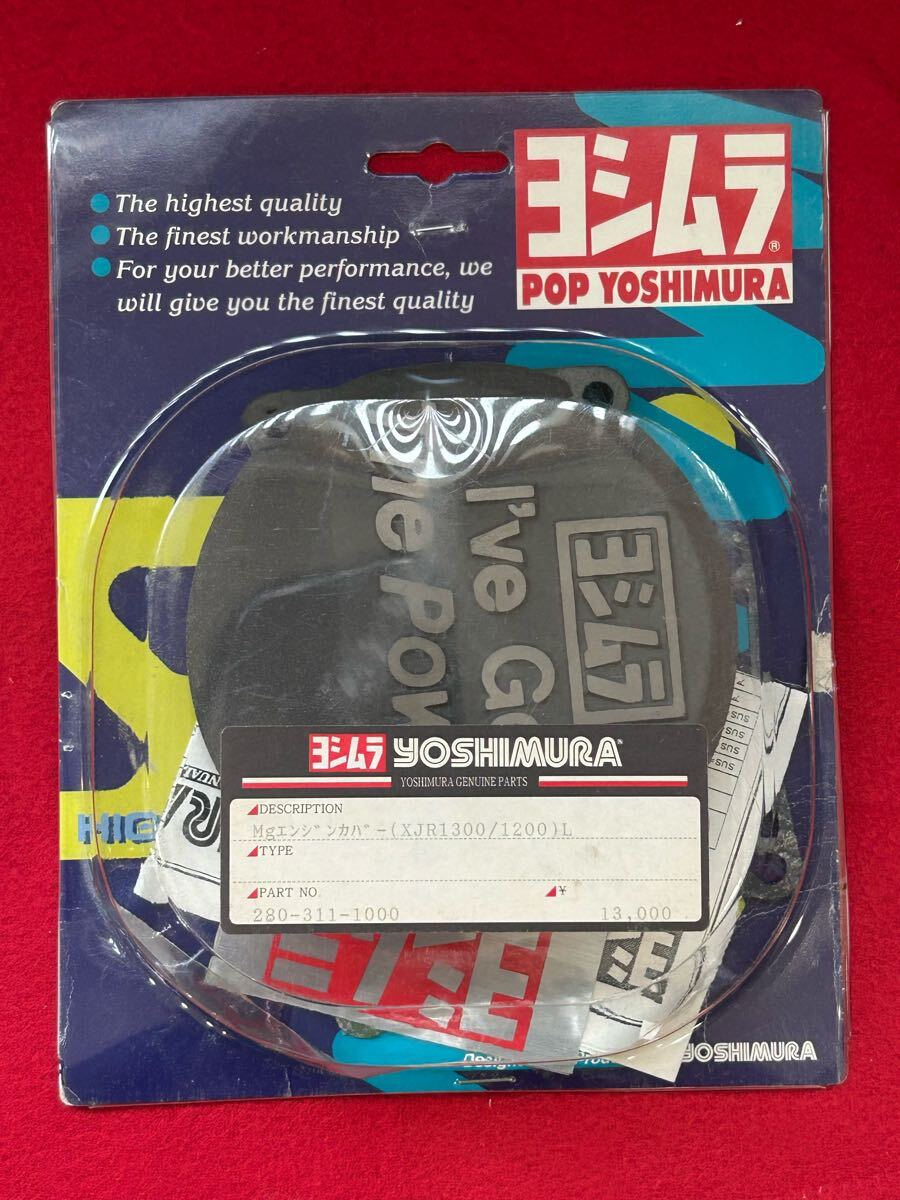 The highest quality
The finest workmanship
For your better performance, we
will give you the finest quality
ヨシムラ®
POP YOSHIMURA
ヨシムラ
I've Go
le Pow
ヨシムラ YOSHIMURA
YOSHIMURA GENUINE PARTS
DESCRIPTION
Mgエンジンカバー(XJR1300/1200)L
TYPE
PART NO.
¥
280-311-1000
13,000
HIG
YOSHIMURA